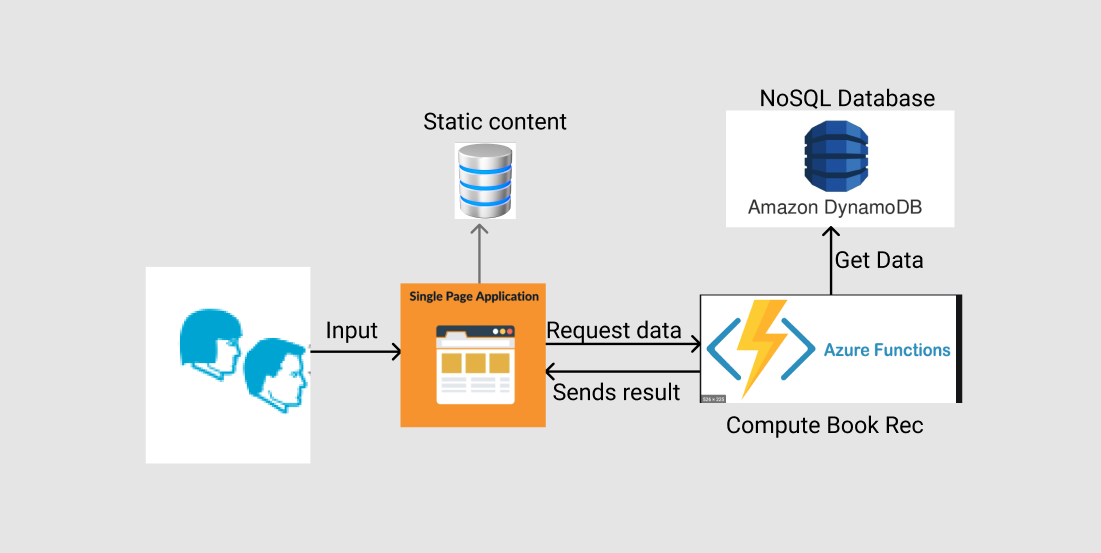 NoSQL Database
Static content
Amazon DynamoDB
Get Data
Single Page Application
Input
Request data
Azure Functions
Sends result
Compute Book Rec